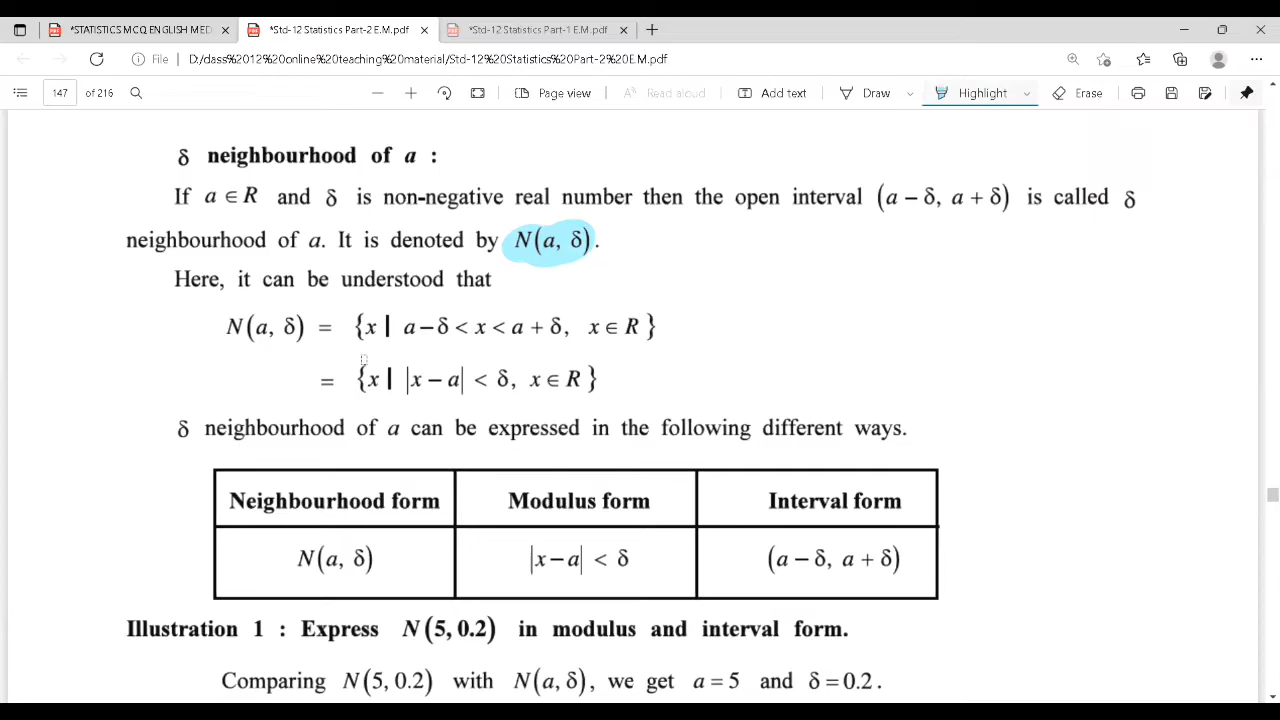 *STATISTICS MCQ ENGLISH MED
*Std-12 Statistics Part-2 E.M.pdf
*Std-12 Statistics Part-1 E.M.pdf
File D:/class%2012%20online%20teaching%20material/Std-12%20Statistics%20Part-2%20E.M.pdf
147 of 216 Page view Read aloud Add text Draw Highlight Erase
δ neighbourhood of a :
If a ∈ R and δ is non-negative real number then the open interval (a − δ, a + δ) is called δ
neighbourhood of a. It is denoted by N(a, δ).
Here, it can be understood that
N(a, δ) = {x | a − δ < x < a + δ, x ∈ R}
= {x | |x − a| < δ, x ∈ R}
δ neighbourhood of a can be expressed in the following different ways.
Neighbourhood form Modulus form Interval form
N(a, δ) |x − a| < δ (a − δ, a + δ)
Illustration 1 : Express N(5, 0.2) in modulus and interval form.
Comparing N(5, 0.2) with N(a, δ), we get a = 5 and δ = 0.2.